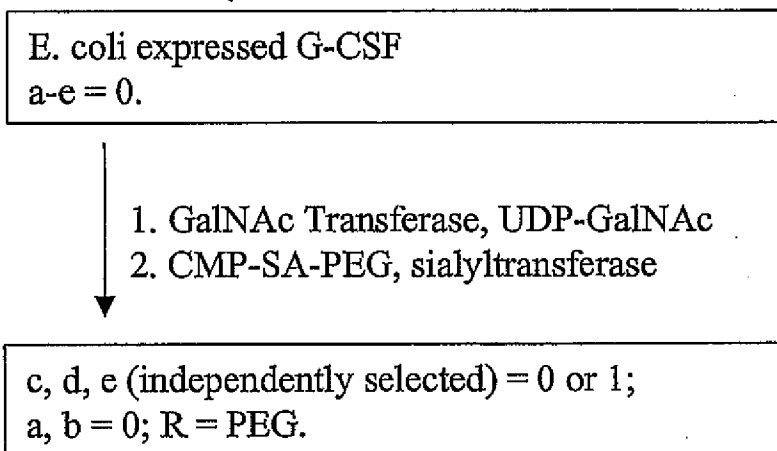 E. coli expressed G-CSF
a-e = 0.
1. GalNAc Transferase, UDP-GalNAc
2. CMP-SA-PEG, sialyltransferase
c, d, e (independently selected) = 0 or 1;
a, b = 0; R = PEG.